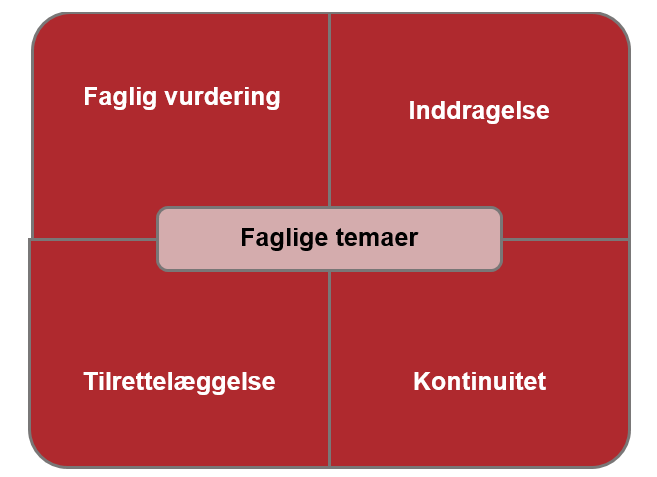 Faglig vurdering
Inddragelse
Faglige temaer
Tilrettelæggelse
Kontinuitet